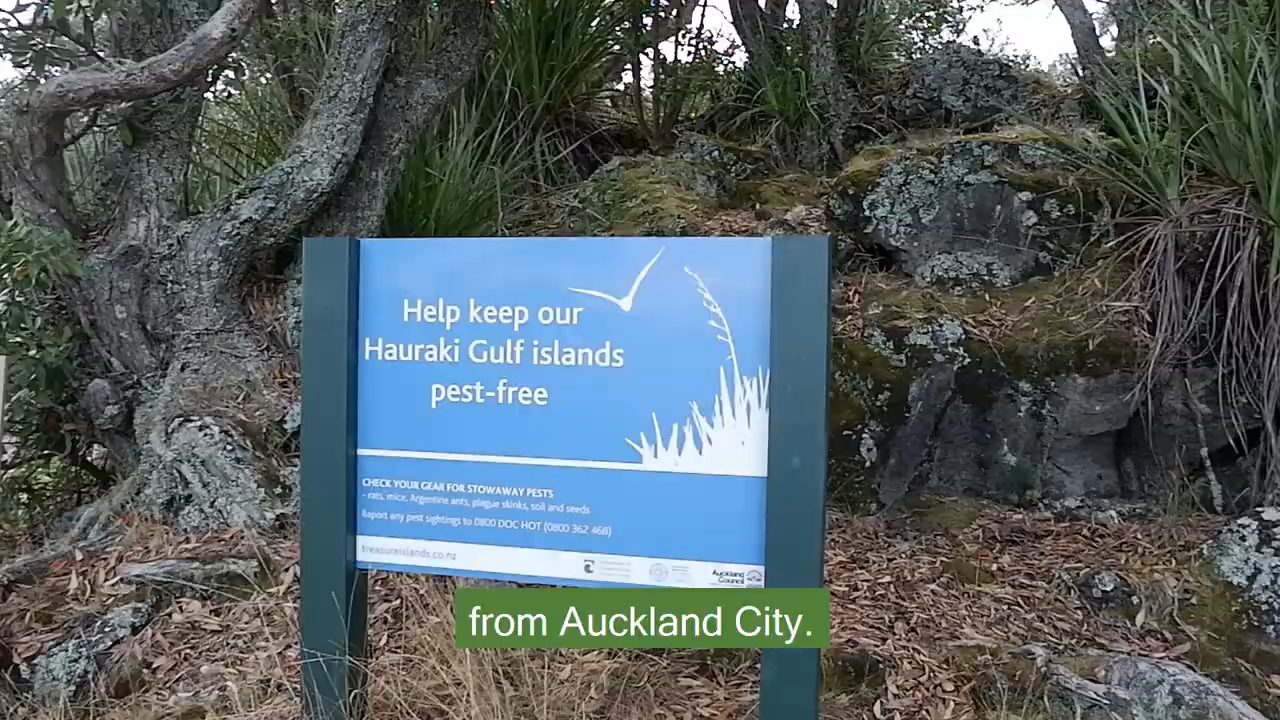 Help keep our
Hauraki Gulf islands
pest-free
CHECK YOUR GEAR FOR STOWAWAY PESTS
- rats, mice, Argentine ants, plague skinks, soil and seeds
Report any pest sightings to 0800 DOC HOT (0800 362 468)
treasureislands.co.nz
Auckland
Council
from Auckland City.